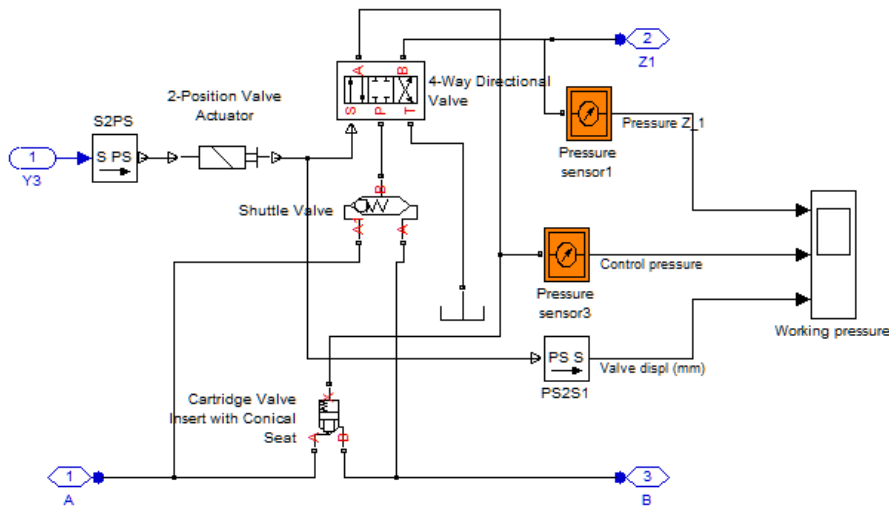 2
Z1
A
B
4-Way Directional
Valve
S
P
T
2-Position Valve
Actuator
S2PS
S PS
1
Y3
Pressure Z_1
Pressure
sensor1
B
Shuttle Valve
A1
A
Control pressure
Pressure
sensor3
Working pressure
PS S
Valve displ (mm)
PS2S1
Cartridge Valve
Insert with Conical
Seat
X
A
B
1
A
3
B